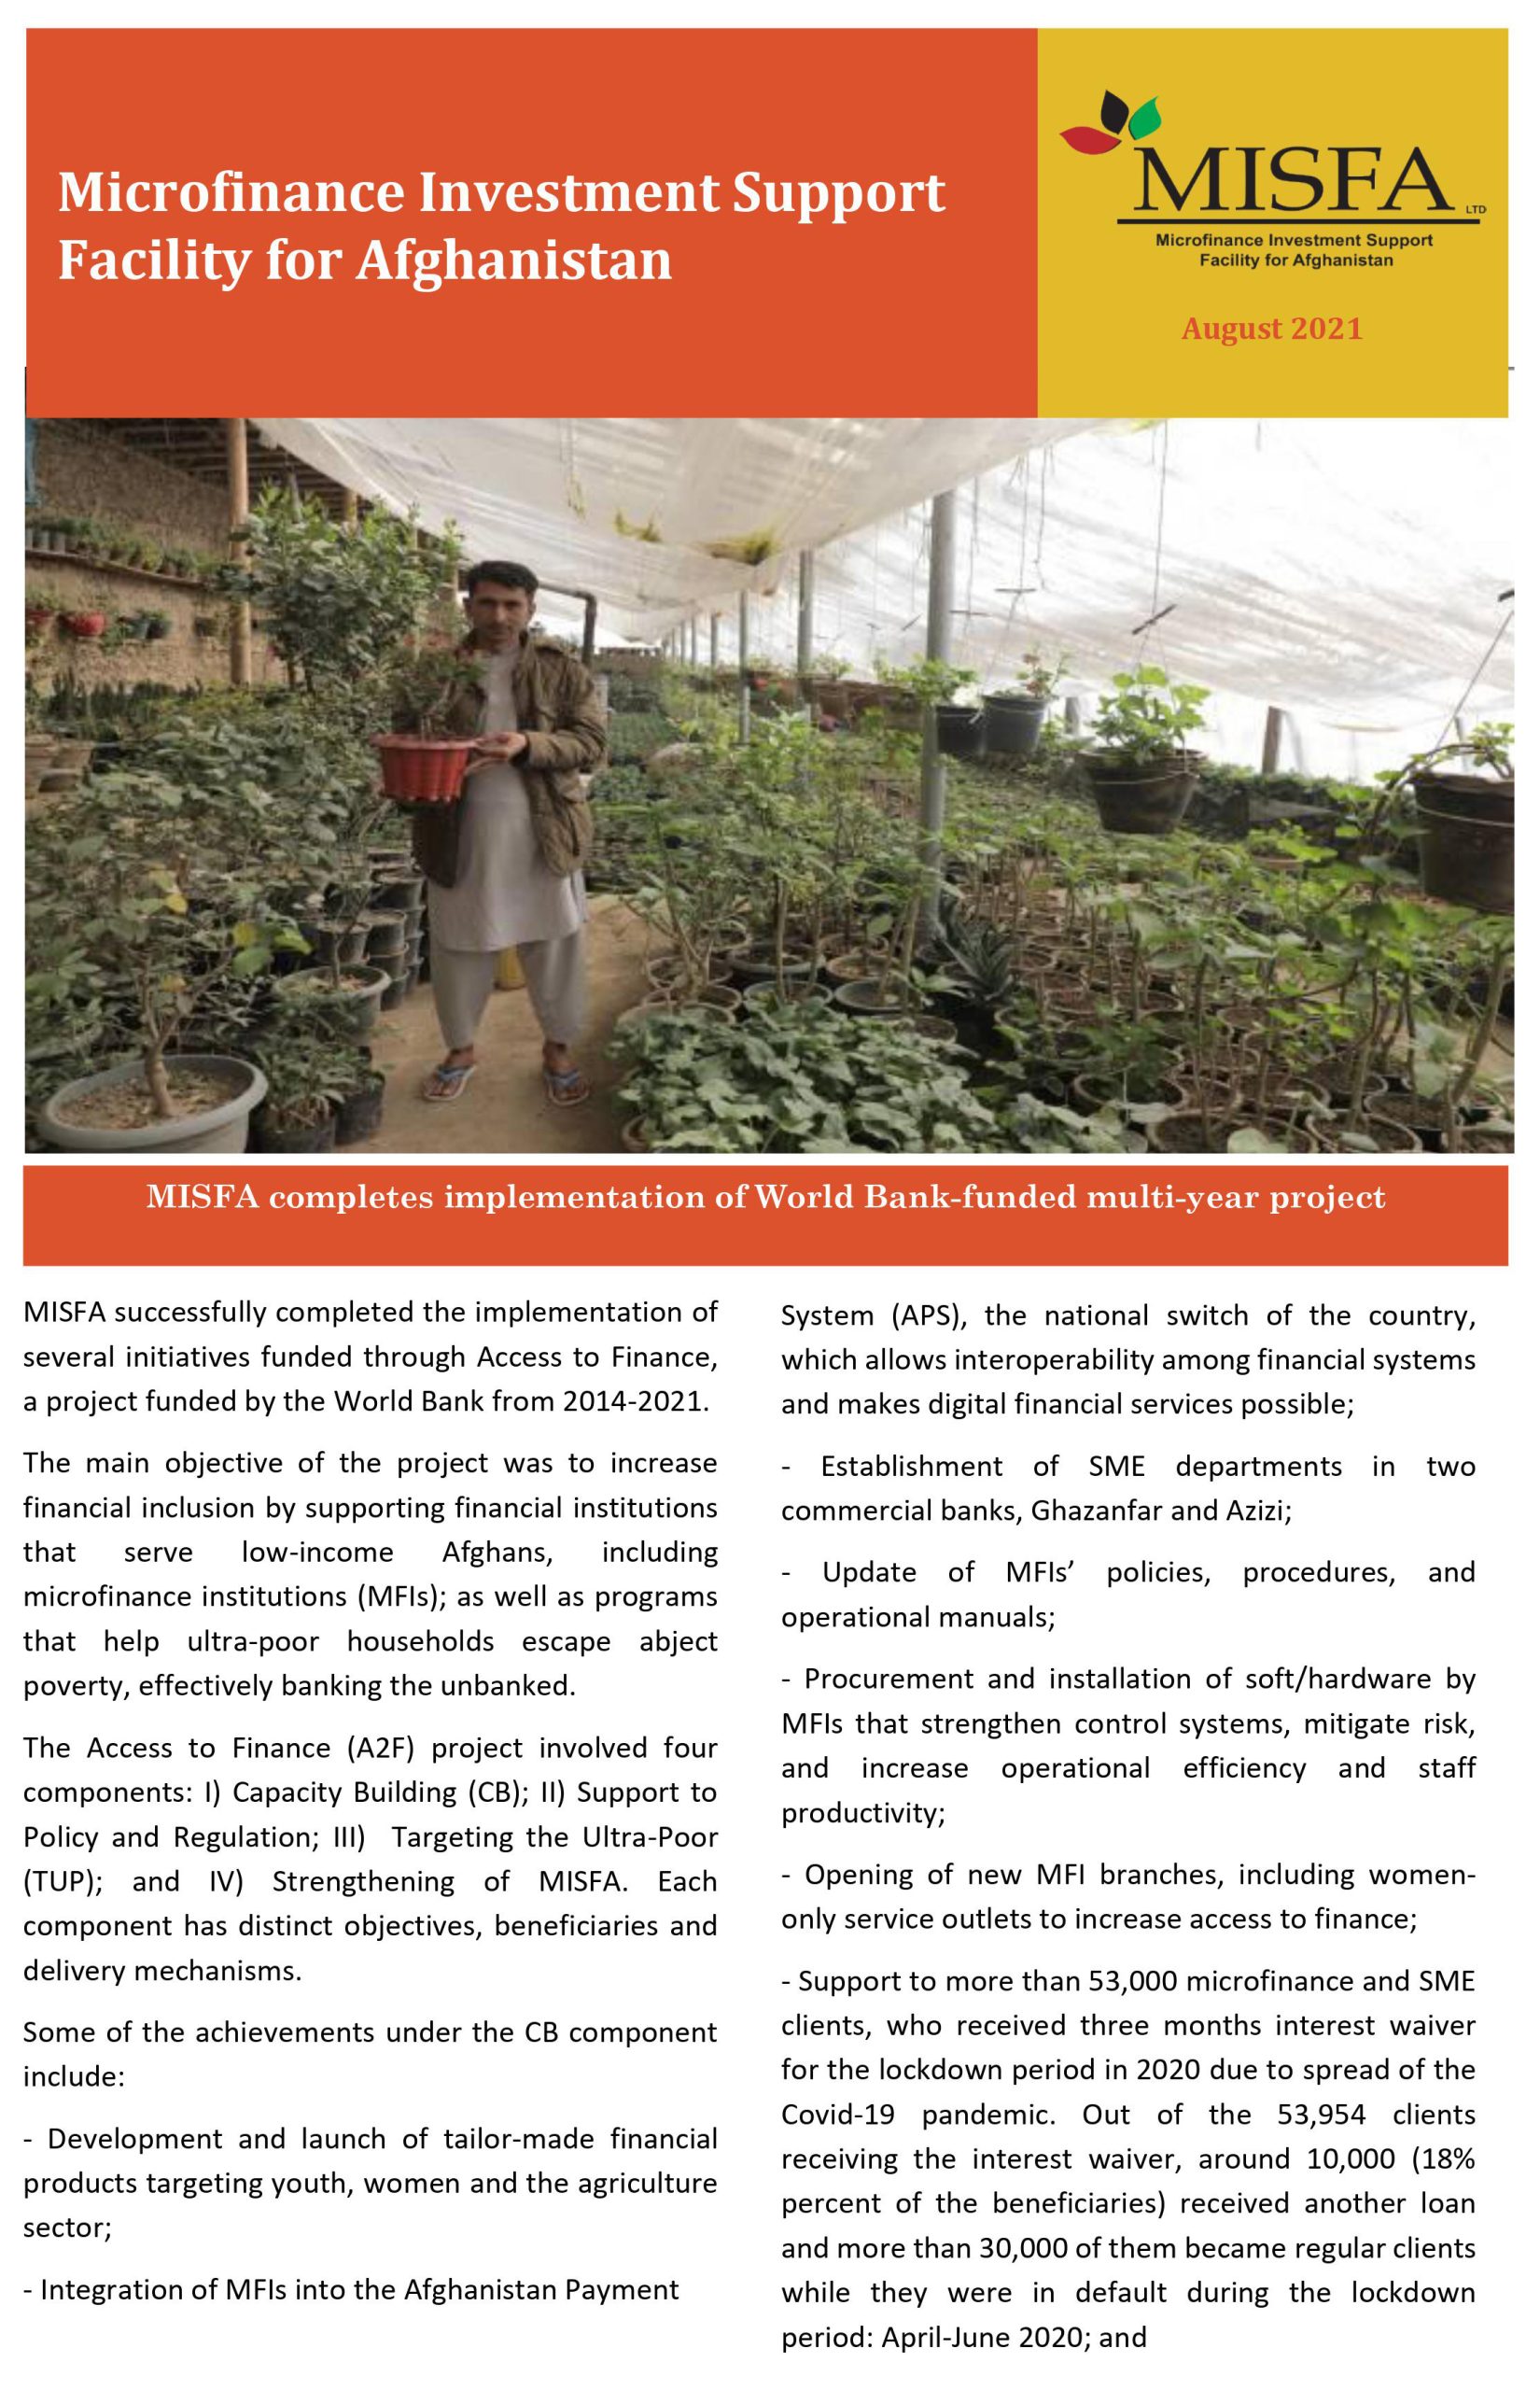 Microfinance Investment Support
Facility for Afghanistan
MISFA LTD
Microfinance Investment Support
Facility for Afghanistan
August 2021
MISFA completes implementation of World Bank-funded multi-year project
MISFA successfully completed the implementation of
several initiatives funded through Access to Finance,
a project funded by the World Bank from 2014-2021.
The main objective of the project was to increase
financial inclusion by supporting financial institutions
that serve low-income Afghans, including
microfinance institutions (MFIs); as well as programs
that help ultra-poor households escape abject
poverty, effectively banking the unbanked.
The Access to Finance (A2F) project involved four
components: I) Capacity Building (CB); II) Support to
Policy and Regulation; III) Targeting the Ultra-Poor
(TUP); and IV) Strengthening of MISFA. Each
component has distinct objectives, beneficiaries and
delivery mechanisms.
Some of the achievements under the CB component
include:
- Development and launch of tailor-made financial
products targeting youth, women and the agriculture
sector;
- Integration of MFIs into the Afghanistan Payment
System (APS), the national switch of the country,
which allows interoperability among financial systems
and makes digital financial services possible;
- Establishment of SME departments in two
commercial banks, Ghazanfar and Azizi;
- Update of MFIs’ policies, procedures, and
operational manuals;
- Procurement and installation of soft/hardware by
MFIs that strengthen control systems, mitigate risk,
and increase operational efficiency and staff
productivity;
- Opening of new MFI branches, including women-
only service outlets to increase access to finance;
- Support to more than 53,000 microfinance and SME
clients, who received three months interest waiver
for the lockdown period in 2020 due to spread of the
Covid-19 pandemic. Out of the 53,954 clients
receiving the interest waiver, around 10,000 (18%
percent of the beneficiaries) received another loan
and more than 30,000 of them became regular clients
while they were in default during the lockdown
period: April-June 2020; and